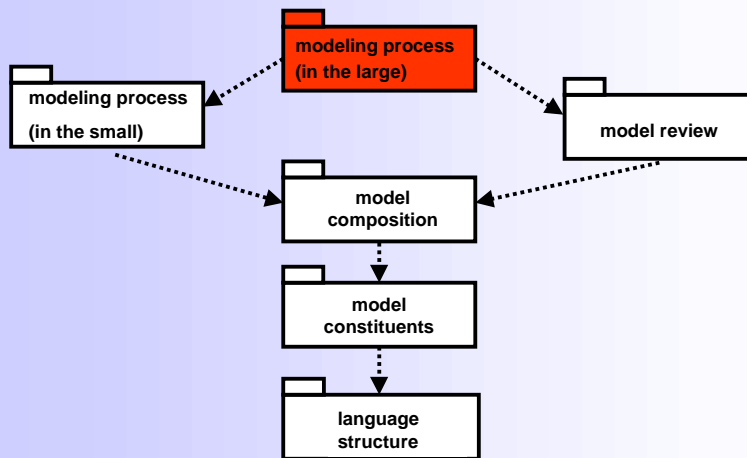 modeling process
(in the large)
modeling process
(in the small)
model review
model
composition
model
constituents
language
structure